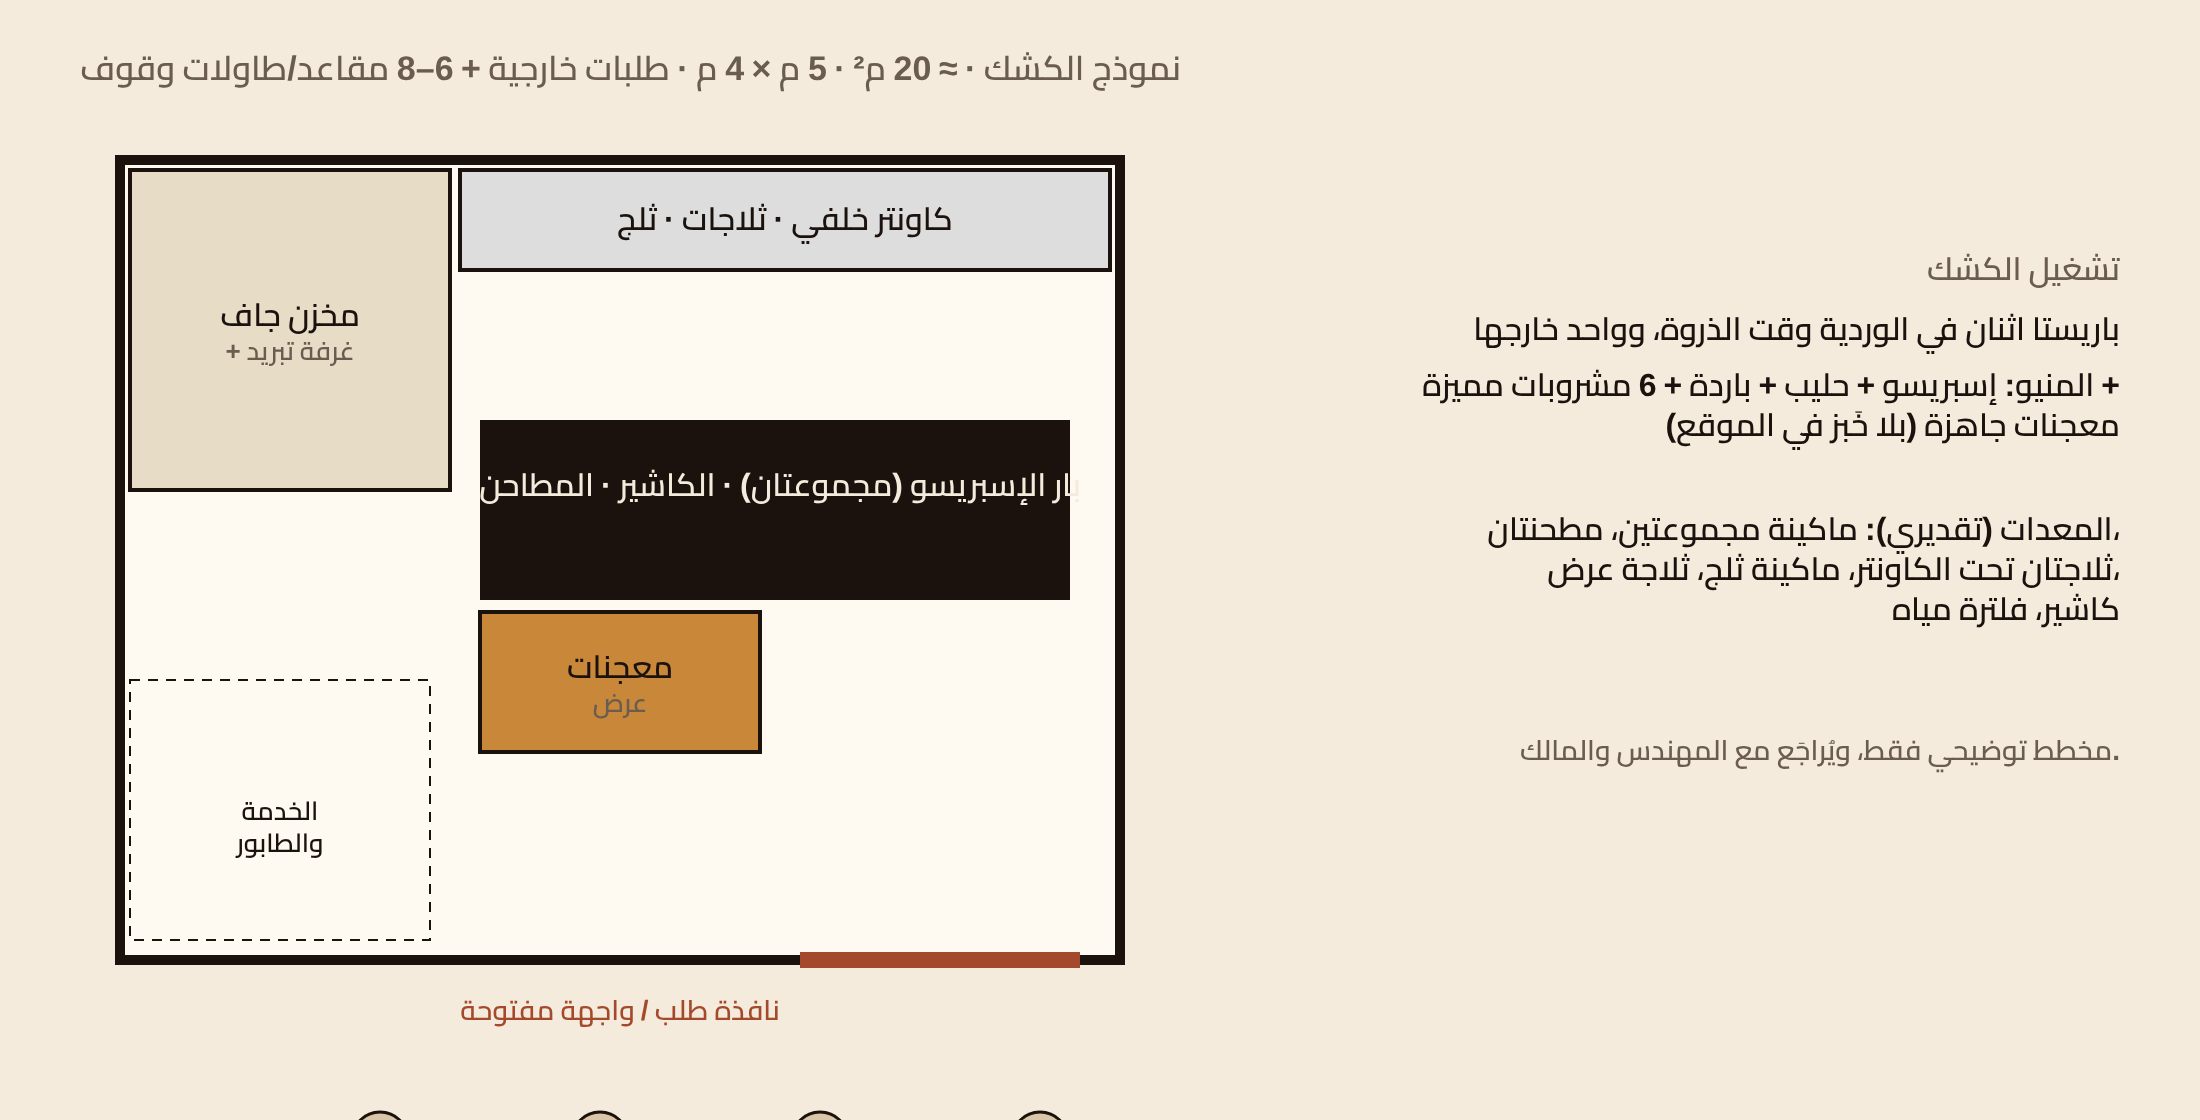 نموذج الكشك · ≈ 20 م² · 5 م × 4 م · طلبات خارجية + 6–8 مقاعد/طاولات وقوف
كاونتر خلفي · ثلاجات · ثلج
مخزن جاف
+ غرفة تبريد
بار الإسبريسو (مجموعتان) · الكاشير · المطاحن
معجنات
عرض
الخدمة
والطابور
نافذة طلب / واجهة مفتوحة
تشغيل الكشك
باريستا اثنان في الوردية وقت الذروة، وواحد خارجها
المنيو: إسبريسو + حليب + باردة + 6 مشروبات مميزة +
معجنات جاهزة (بلا خَبز في الموقع)
المعدات (تقديري): ماكينة مجموعتين، مطحنتان،
ثلاجتان تحت الكاونتر، ماكينة ثلج، ثلاجة عرض،
كاشير، فلترة مياه
مخطط توضيحي فقط، ويُراجَع مع المهندس والمالك.